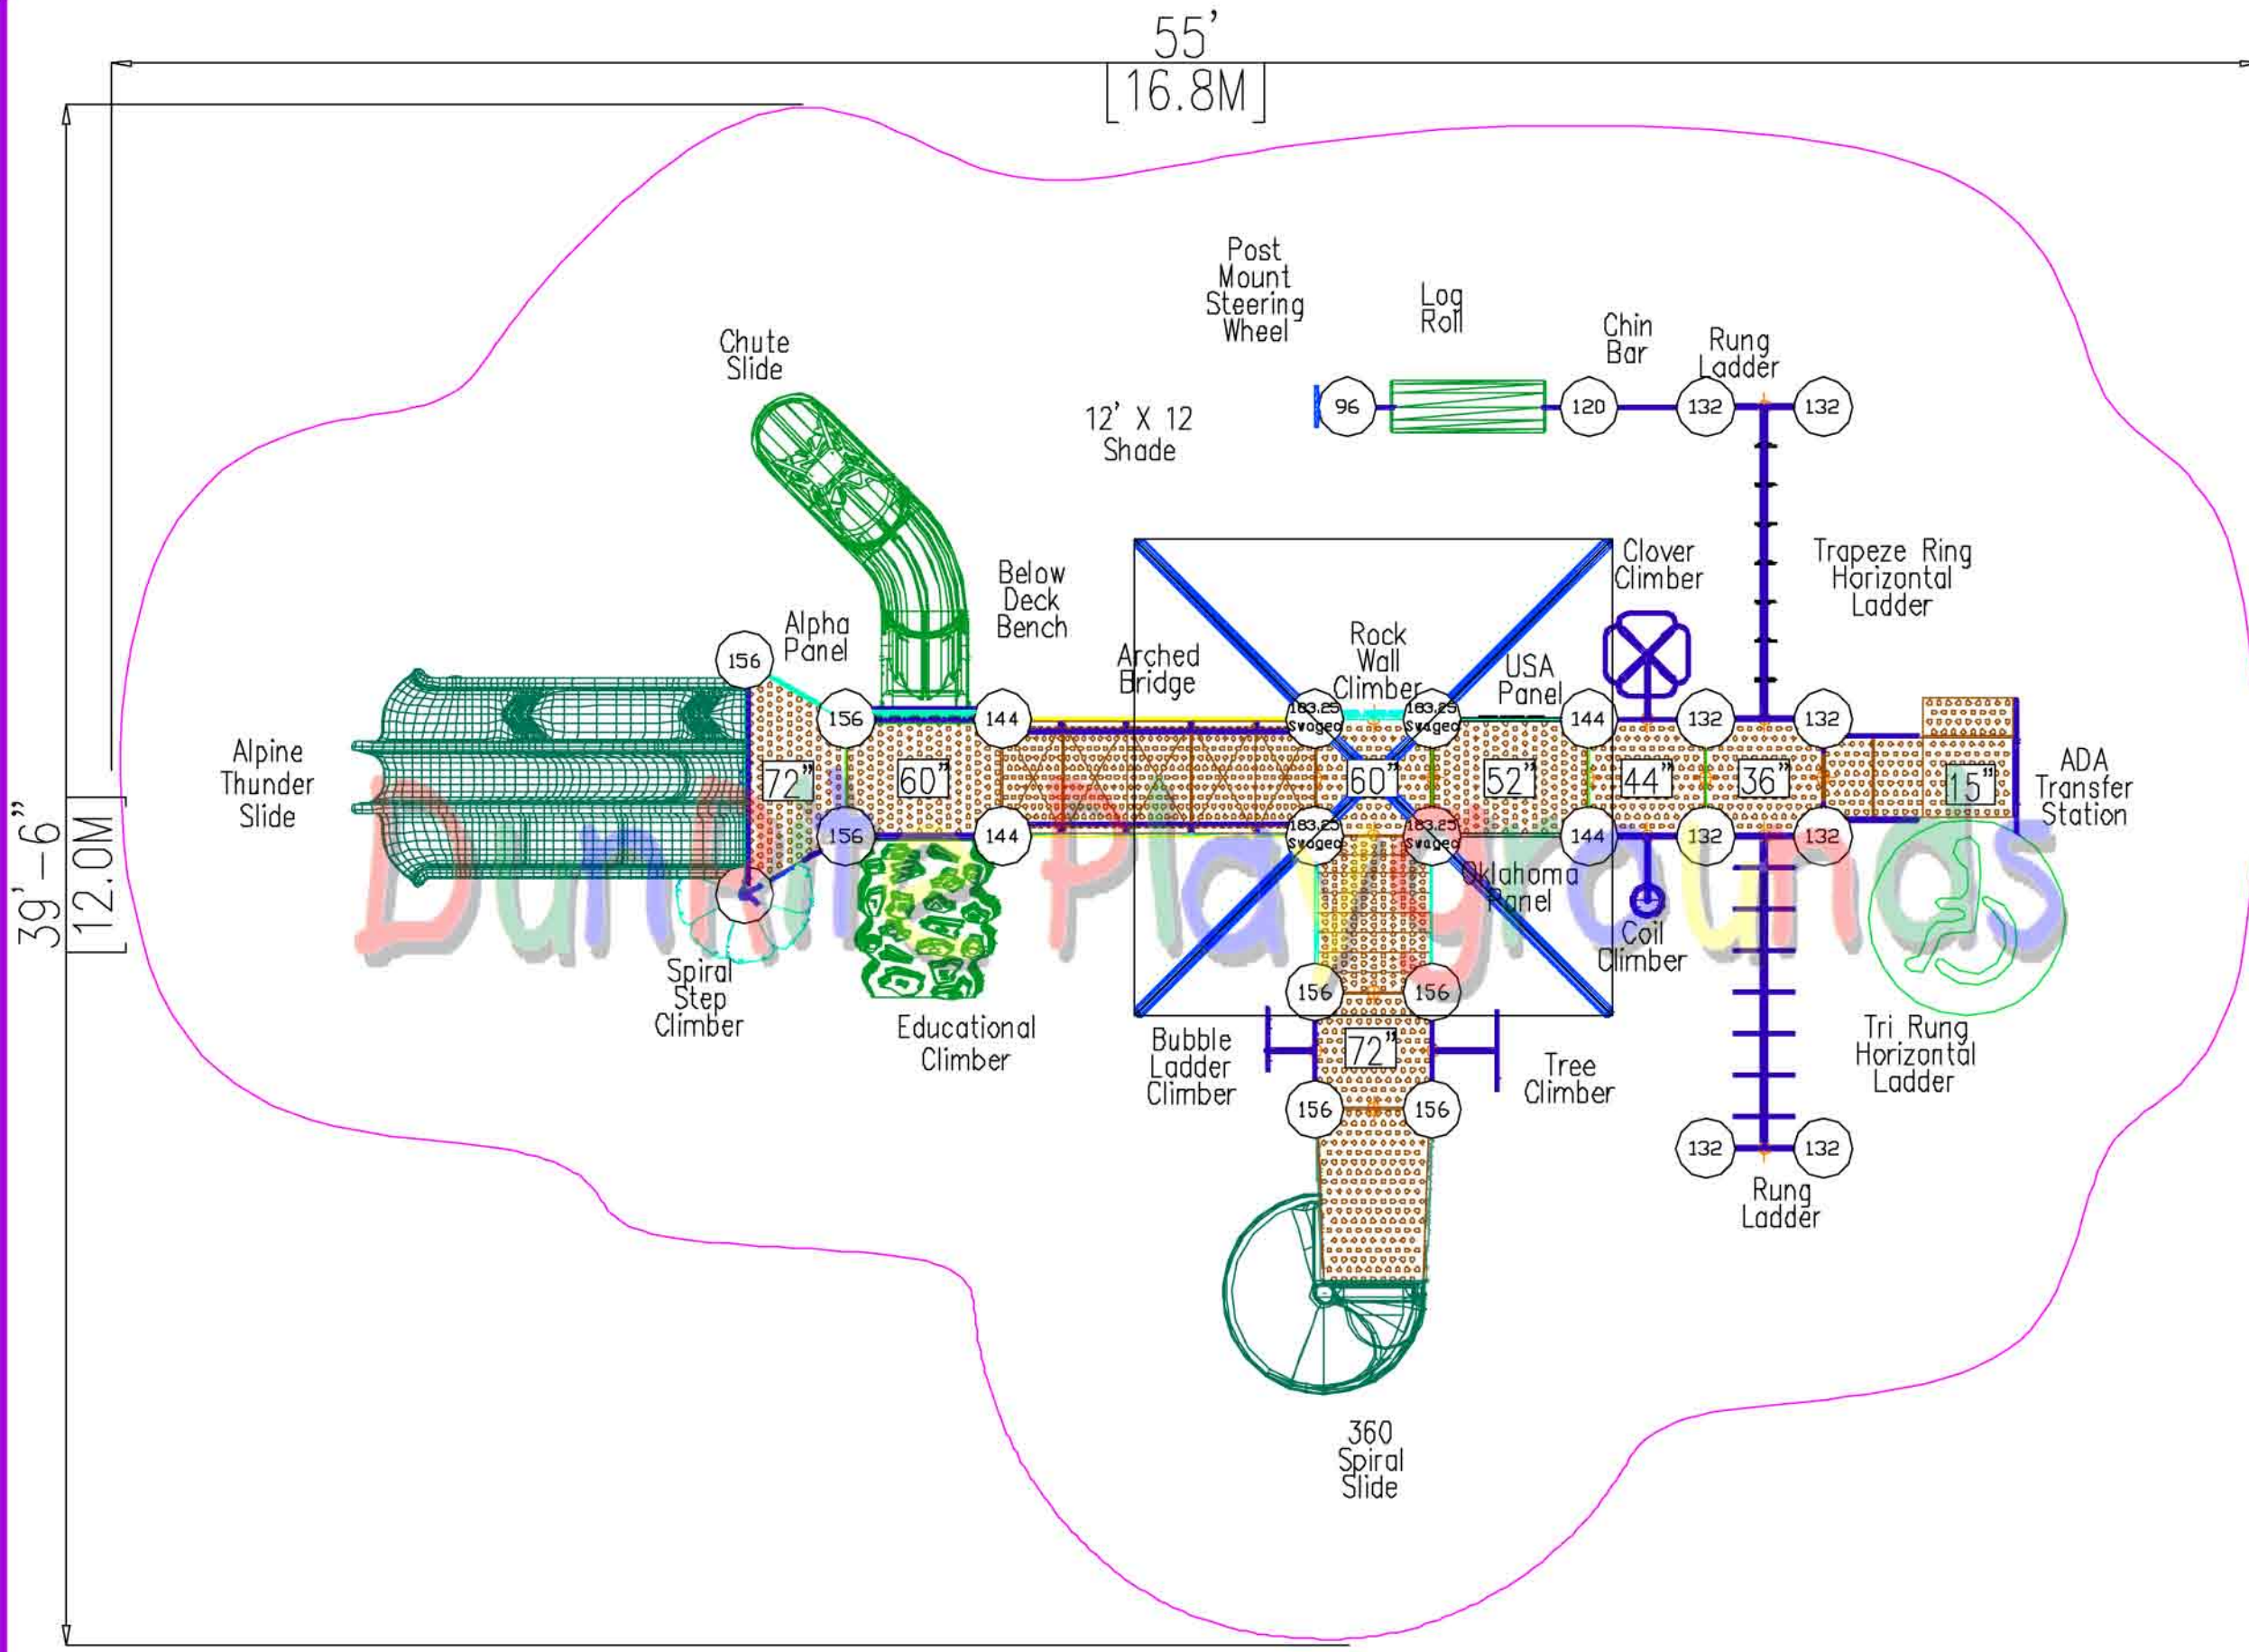 55'
[16.8M]
39'-6"
[12.0M]
Post
Mount
Steering
Wheel
Log
Roll
Chin
Bar
Rung
Ladder
Chute
Slide
12' X 12
Shade
96
120
132
132
Below
Deck
Bench
Clover
Climber
Trapeze Ring
Horizontal
Ladder
Alpha
Panel
Arched
Bridge
Rock
Wall
Climber
USA
Panel
156
156
144
183.25
Swaged
183.25
Swaged
144
132
132
Alpine
Thunder
Slide
72"
60"
60"
52"
44"
36"
15"
ADA
Transfer
Station
156
144
183.25
Swaged
183.25
Swaged
144
132
132
DunRite Playgrounds
Oklahoma
Panel
Coil
Climber
Spiral
Step
Climber
Educational
Climber
156
156
Bubble
Ladder
Climber
72"
Tree
Climber
Tri Rung
Horizontal
Ladder
156
156
132
132
Rung
Ladder
360
Spiral
Slide